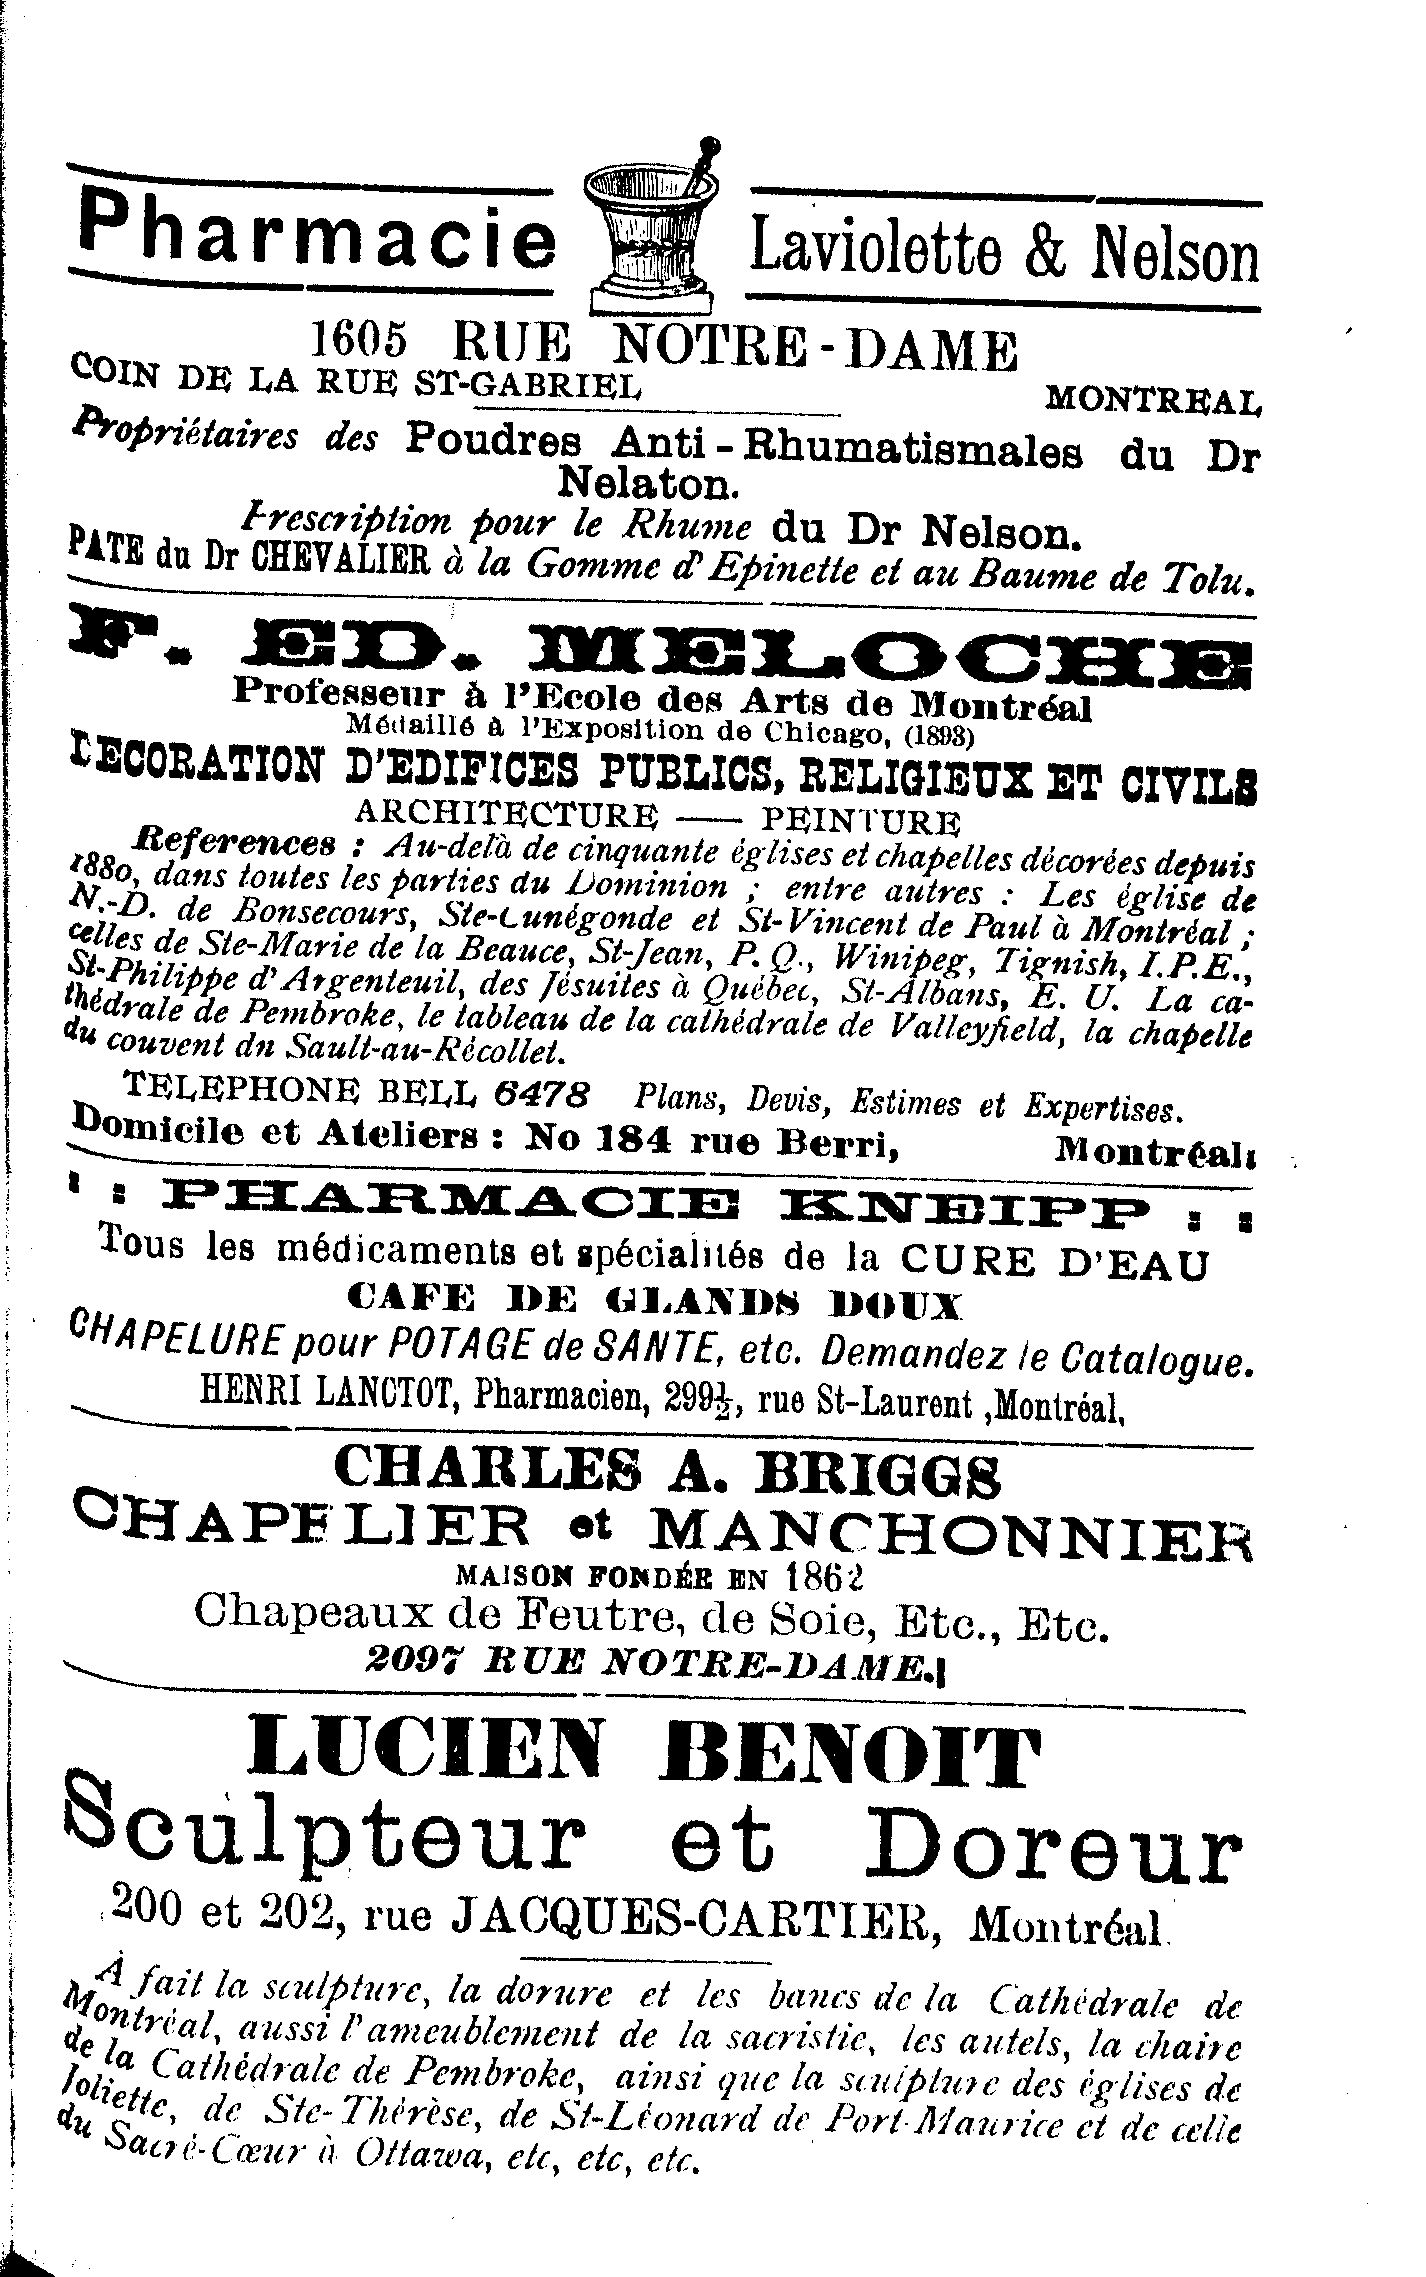 Pharmacie Laviolette & Nelson
1605 RUE NOTRE-DAME
COIN DE LA RUE ST-GABRIEL
MONTREAL
Propriétaires des Poudres Anti-Rhumatismales du Dr
Nelaton.
Prescription pour le Rhume du Dr Nelson.
PATE du Dr CHEVALIER à la Gomme d'Epinette et au Baume de Tolu.
F. ED. MELOCHE
Professeur à l'Ecole des Arts de Montréal
Médaillé à l'Exposition de Chicago, (1893)
DECORATION D'EDIFICES PUBLICS, RELIGIEUX ET CIVILS
ARCHITECTURE — PEINTURE
References : Au-delà de cinquante églises et chapelles décorées depuis
1880, dans toutes les parties du Dominion ; entre autres : Les église de
N.-D. de Bonsecours, Ste-Cunégonde et St-Vincent de Paul à Montréal ;
celles de Ste-Marie de la Beauce, St-Jean, P. Q., Winipeg, Tignish, I.P.E.,
St-Philippe d'Argenteuil, des Jésuites à Québec, St-Albans, E. U. La ca-
thédrale de Pembroke, le tableau de la cathédrale de Valleyfield, la chapelle
du couvent dn Sault-au-Récollet.
TELEPHONE BELL 6478 Plans, Devis, Estimes et Expertises.
Domicile et Ateliers : No 184 rue Berri, Montréal
: : PHARMACIE KNEIPP : :
Tous les médicaments et spécialités de la CURE D'EAU
CAFE DE GLANDS DOUX
CHAPELURE pour POTAGE de SANTE, etc. Demandez le Catalogue.
HENRI LANCTOT, Pharmacien, 299½, rue St-Laurent ,Montréal,
CHARLES A. BRIGGS
CHAPELIER et MANCHONNIER
MAISON FONDÉE EN 1862
Chapeaux de Feutre, de Soie, Etc., Etc.
2097 RUE NOTRE-DAME.
LUCIEN BENOIT
Sculpteur et Doreur
200 et 202, rue JACQUES-CARTIER, Montréal.
À fait la sculpture, la dorure et les bancs de la Cathédrale de
Montréal, aussi l'ameublement de la sacristie, les autels, la chaire
de la Cathédrale de Pembroke, ainsi que la sculpture des églises de
Joliette, de Ste-Thérèse, de St-Léonard de Port-Maurice et de celle
du Sacré-Cœur à Ottawa, etc, etc, etc.